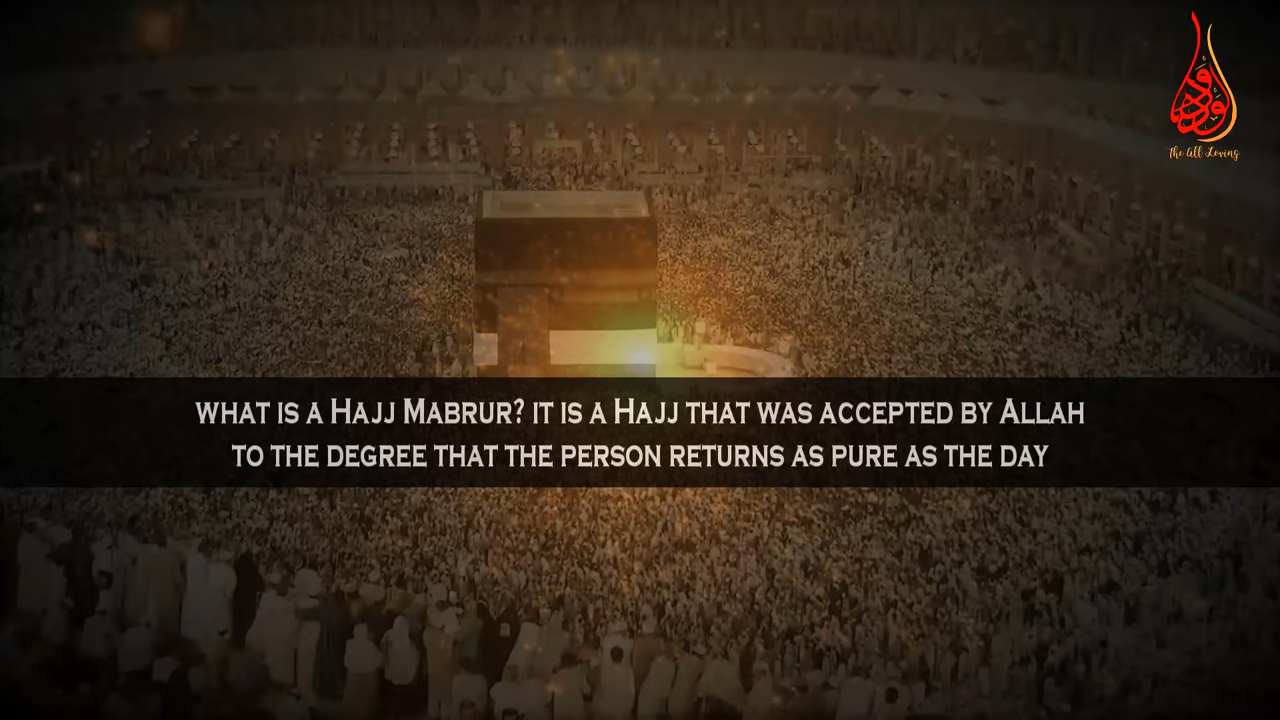 الودود
The All Loving
what is a Hajj Mabrur? it is a Hajj that was accepted by Allah
to the degree that the person returns as pure as the day